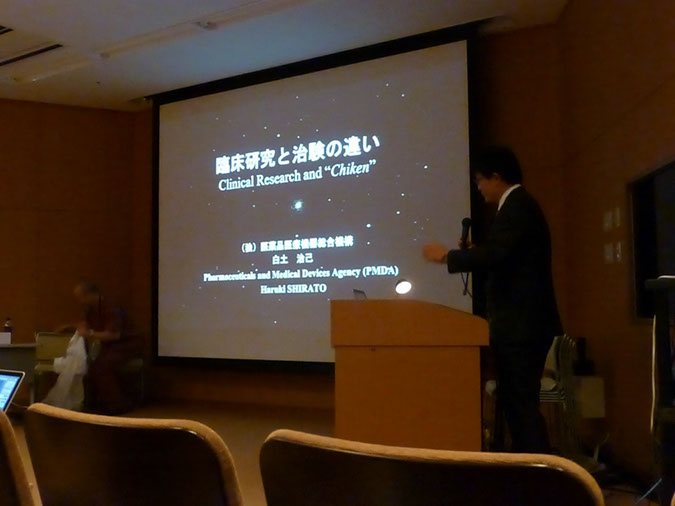 臨床研究と治験の違い
Clinical Research and “Chiken”
(独) 医薬品医療機器総合機構
白土 治己
Pharmaceuticals and Medical Devices Agency (PMDA)
Haruki SHIRATO